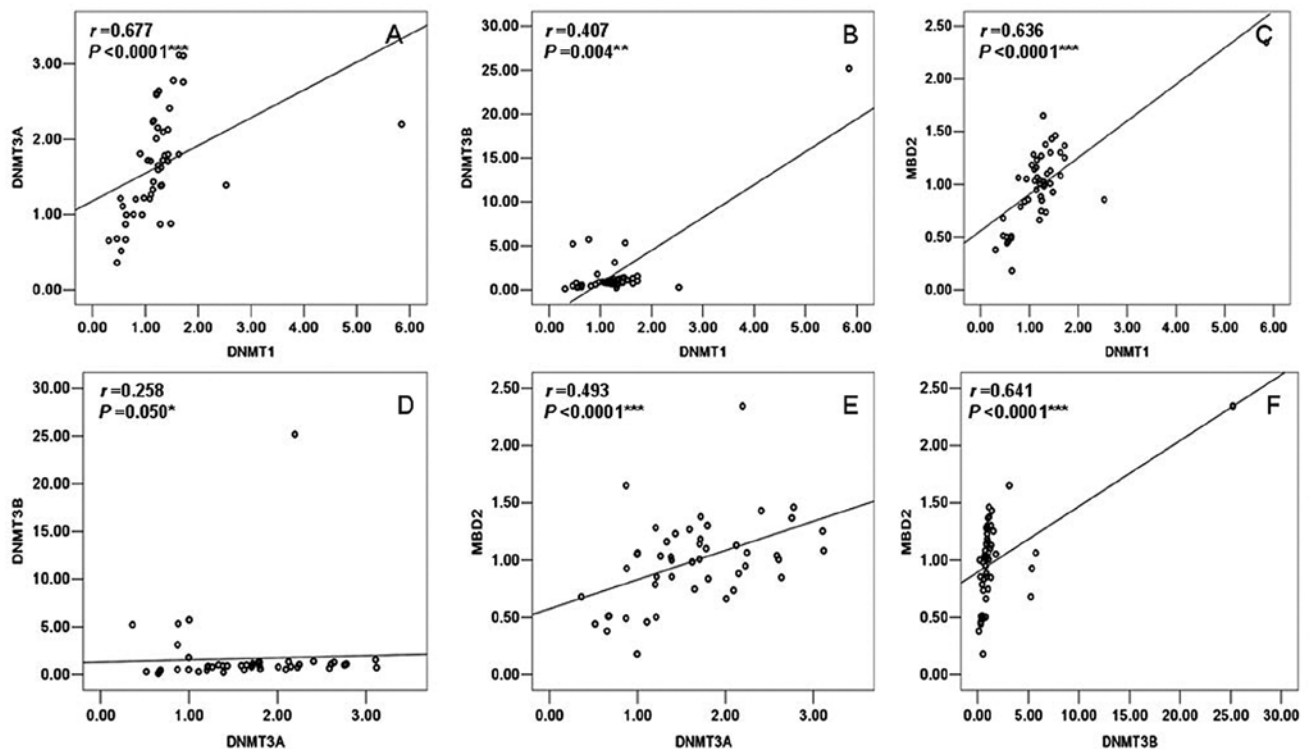 r=0.677
P<0.0001***
A
DNMT3A
3.00
2.00
1.00
0.00
0.00 1.00 2.00 3.00 4.00 5.00 6.00
DNMT1
r=0.407
P=0.004**
B
DNMT3B
30.00
25.00
20.00
15.00
10.00
5.00
0.00
0.00 1.00 2.00 3.00 4.00 5.00 6.00
DNMT1
r=0.636
P<0.0001***
C
MBD2
2.50
2.00
1.50
1.00
0.50
0.00
0.00 1.00 2.00 3.00 4.00 5.00 6.00
DNMT1
r=0.258
P=0.050*
D
DNMT3B
30.00
25.00
20.00
15.00
10.00
5.00
0.00
0.00 1.00 2.00 3.00
DNMT3A
r=0.493
P<0.0001***
E
MBD2
2.50
2.00
1.50
1.00
0.50
0.00
0.00 1.00 2.00 3.00
DNMT3A
r=0.641
P<0.0001***
F
MBD2
2.50
2.00
1.50
1.00
0.50
0.00
0.00 5.00 10.00 15.00 20.00 25.00 30.00
DNMT3B